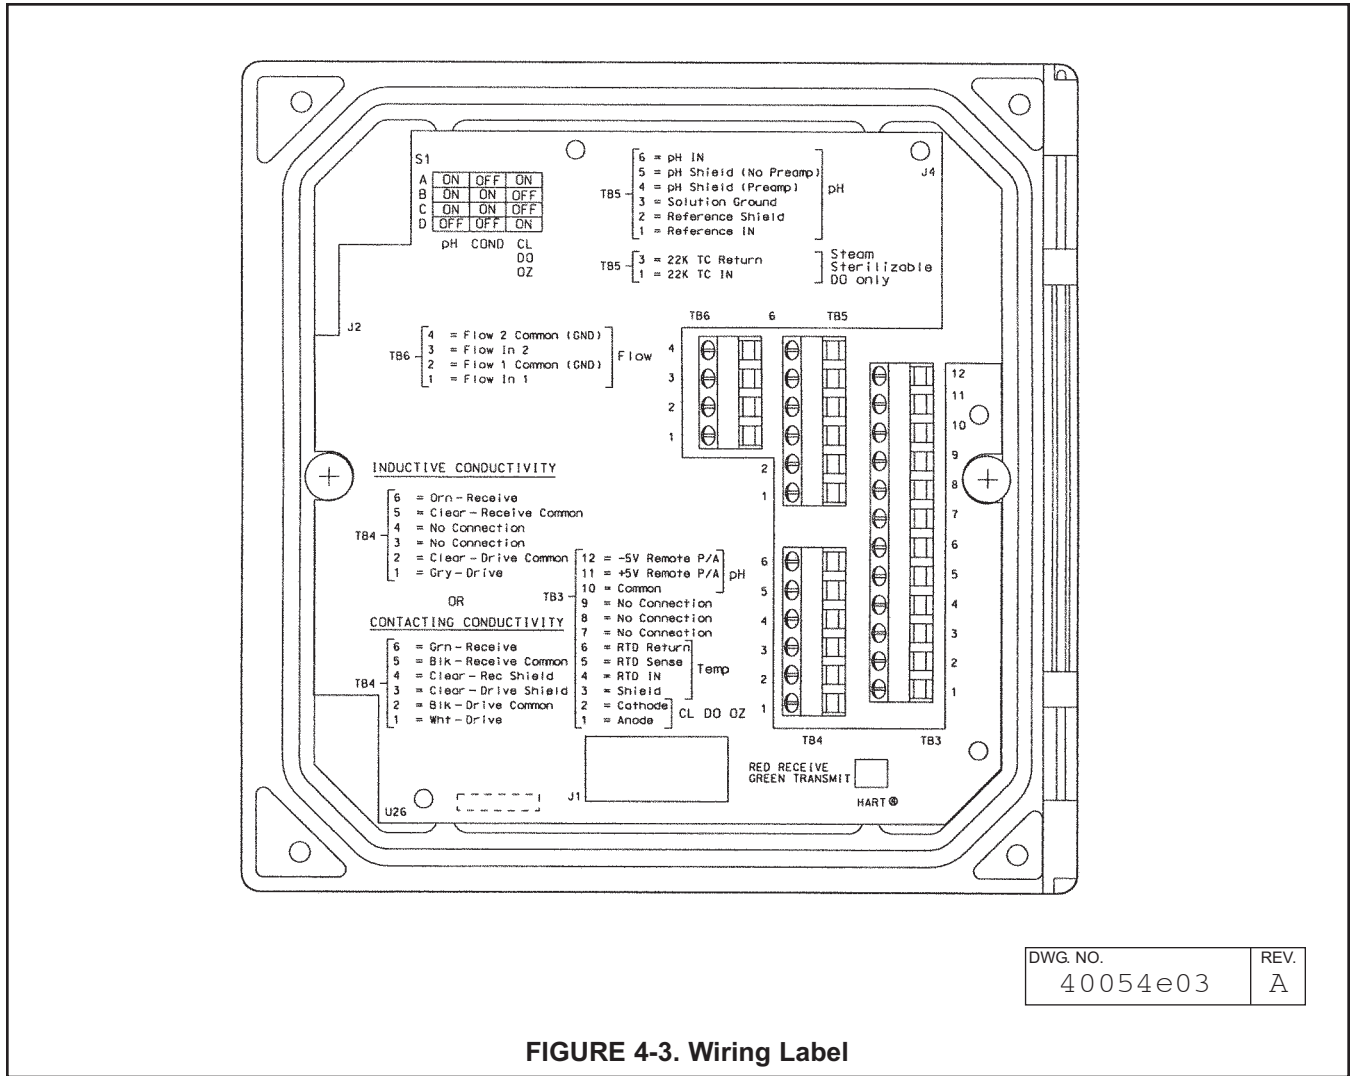 S1
A ON OFF ON
B ON ON OFF
C ON ON OFF
D OFF OFF ON
pH COND CL
DO
OZ
TB5
6 = pH IN
5 = pH Shield (No Preamp)
4 = pH Shield (Preamp)
3 = Solution Ground
2 = Reference Shield
1 = Reference IN
pH
J4
TB5
3 = 22K TC Return
1 = 22K TC IN
Steam
Sterilizable
DO only
J2
TB6
4 = Flow 2 Common (GND)
3 = Flow In 2
2 = Flow 1 Common (GND)
1 = Flow In 1
Flow
TB6 6 TB5
4
3
2
1
2
1
12
11
10
9
8
7
6
5
4
3
2
1
INDUCTIVE CONDUCTIVITY
TB4
6 = Orn-Receive
5 = Clear-Receive Common
4 = No Connection
3 = No Connection
2 = Clear-Drive Common
1 = Gry-Drive
OR
CONTACTING CONDUCTIVITY
TB4
6 = Grn-Receive
5 = Blk-Receive Common
4 = Clear-Rec Shield
3 = Clear-Drive Shield
2 = Blk-Drive Common
1 = Wht-Drive
TB3
12 = -5V Remote P/A
11 = +5V Remote P/A
10 = Common
pH
9 = No Connection
8 = No Connection
7 = No Connection
6 = RTD Return
5 = RTD Sense
4 = RTD IN
3 = Shield
Temp
2 = Cathode
1 = Anode
CL DO OZ
6
5
4
3
2
1
TB4 TB3
RED RECEIVE
GREEN TRANSMIT
HART ®
J1
U26
DWG. NO. REV.
40054e03 A
FIGURE 4-3. Wiring Label